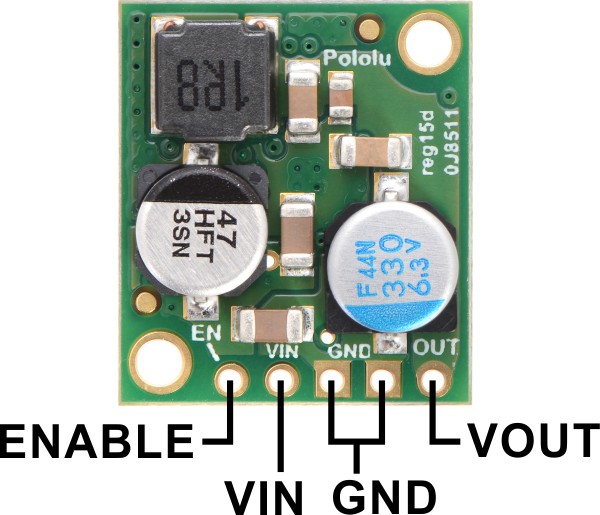 Pololu
1R8
reg15d
0J8511
47
HFT
3SN
F44N
330
6.3V
EN
VIN
GND
OUT
ENABLE
VIN
GND
VOUT